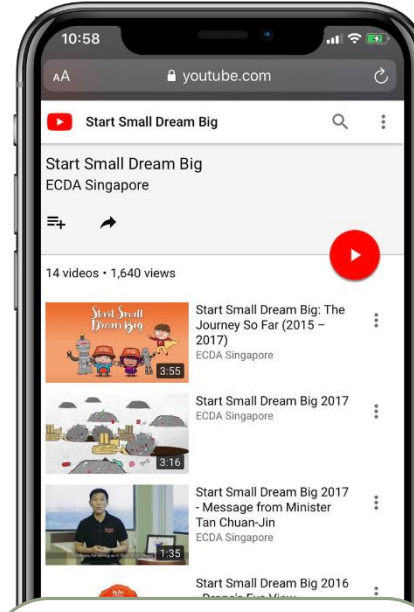 10:58
AA youtube.com
Start Small Dream Big
Start Small Dream Big
ECDA Singapore
14 videos • 1,640 views
Start Small
Dream Big
3:55
Start Small Dream Big: The
Journey So Far (2015 –
2017)
ECDA Singapore
3:16
Start Small Dream Big 2017
ECDA Singapore
1:35
Start Small Dream Big 2017
- Message from Minister
Tan Chuan-Jin
ECDA Singapore
Start Small Dream Big 2016
- Drone's Eye View